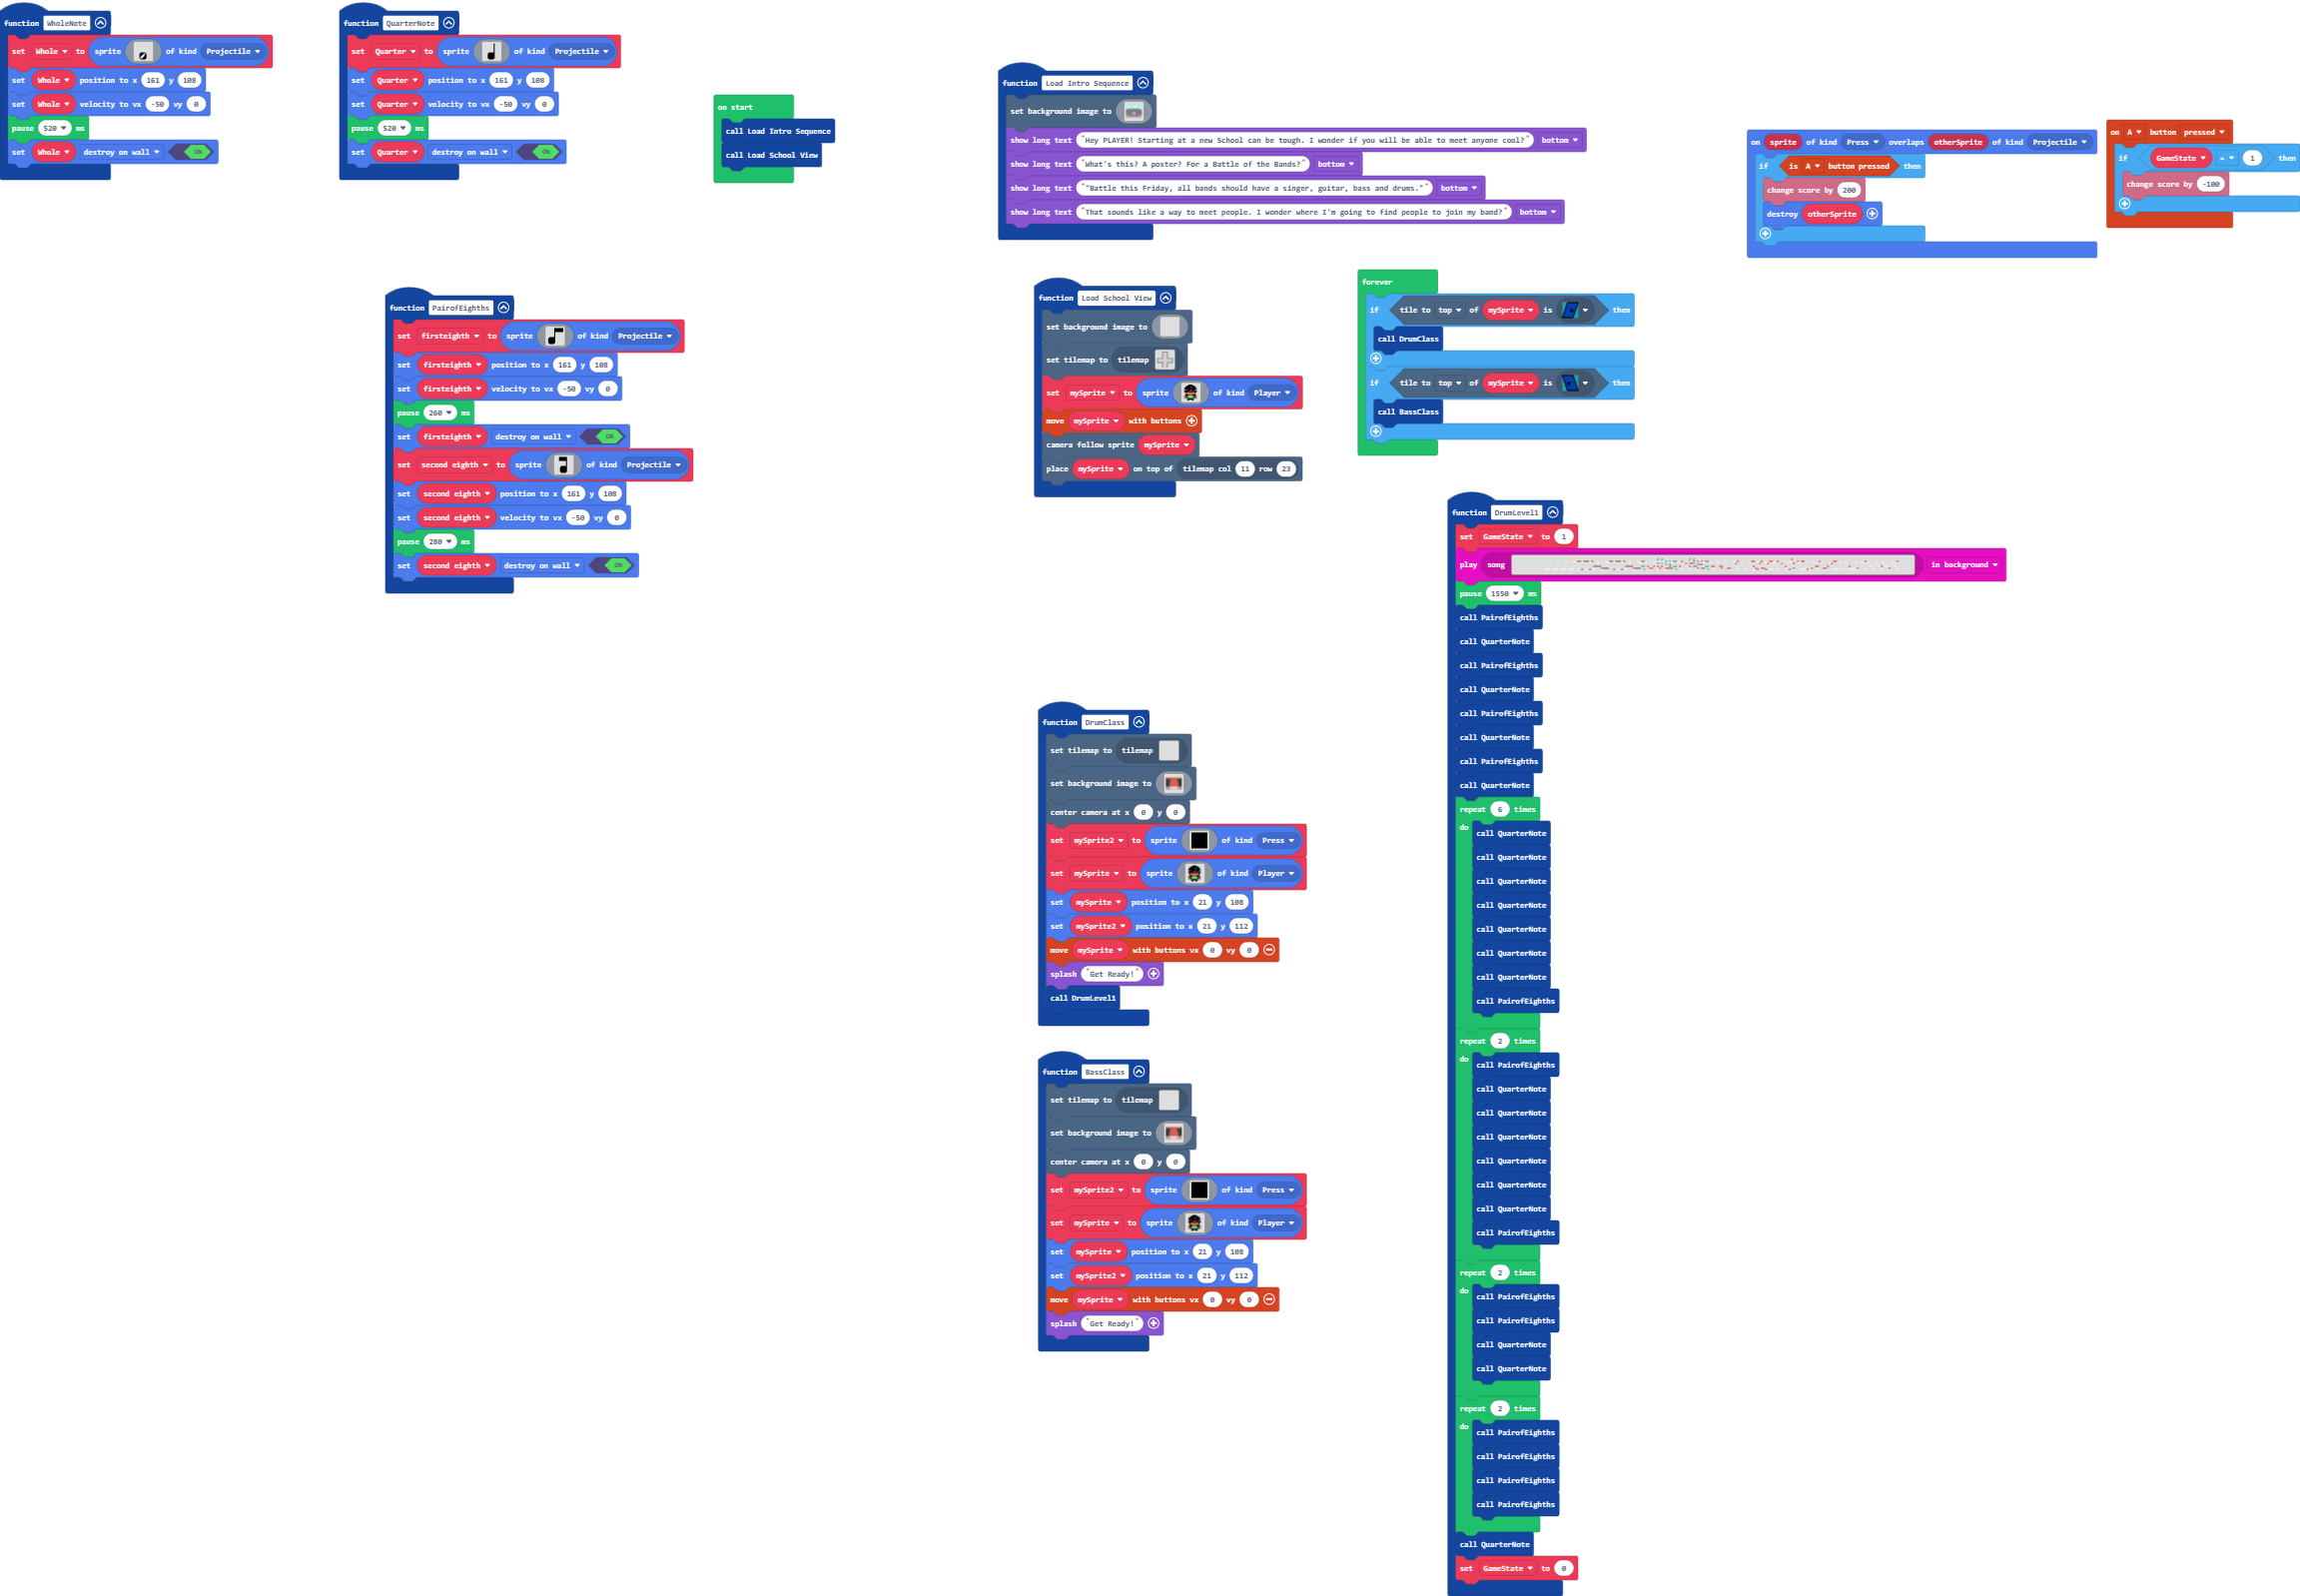 function WholeNote
set Whole to sprite of kind Projectile
set Whole position to x 161 y 108
set Whole velocity to vx -50 vy 0
pause 520 ms
set Whole destroy on wall ON
function QuarterNote
set Quarter to sprite of kind Projectile
set Quarter position to x 161 y 108
set Quarter velocity to vx -50 vy 0
pause 520 ms
set Quarter destroy on wall ON
on start
call Load Intro Sequence
call Load School View
function Load Intro Sequence
set background image to
show long text "Hey PLAYER! Starting at a new School can be tough. I wonder if you will be able to meet anyone cool?" bottom
show long text "What's this? A poster? For a Battle of the Bands?" bottom
show long text ""Battle this Friday, all bands should have a singer, guitar, bass and drums."" bottom
show long text "That sounds like a way to meet people. I wonder where I'm going to find people to join my band?" bottom
on sprite of kind Press overlaps otherSprite of kind Projectile
if is A button pressed then
change score by 200
destroy otherSprite
on A button pressed
if GameState = 1 then
change score by -100
function PairofEighths
set firsteighth to sprite of kind Projectile
set firsteighth position to x 161 y 108
set firsteighth velocity to vx -50 vy 0
pause 260 ms
set firsteighth destroy on wall ON
set second eighth to sprite of kind Projectile
set second eighth position to x 161 y 108
set second eighth velocity to vx -50 vy 0
pause 280 ms
set second eighth destroy on wall ON
function Load School View
set background image to
set tilemap to tilemap
set mySprite to sprite of kind Player
move mySprite with buttons
camera follow sprite mySprite
place mySprite on top of tilemap col 11 row 23
forever
if tile to top of mySprite is then
call DrumClass
if tile to top of mySprite is then
call BassClass
function DrumClass
set tilemap to tilemap
set background image to
center camera at x 0 y 0
set mySprite2 to sprite of kind Press
set mySprite to sprite of kind Player
set mySprite position to x 21 y 108
set mySprite2 position to x 21 y 112
move mySprite with buttons vx 0 vy 0
splash "Get Ready!"
call DrumLevel1
function BassClass
set tilemap to tilemap
set background image to
center camera at x 0 y 0
set mySprite2 to sprite of kind Press
set mySprite to sprite of kind Player
set mySprite position to x 21 y 108
set mySprite2 position to x 21 y 112
move mySprite with buttons vx 0 vy 0
splash "Get Ready!"
function DrumLevel1
set GameState to 1
play song in background
pause 1550 ms
call PairofEighths
call QuarterNote
call PairofEighths
call QuarterNote
call PairofEighths
call QuarterNote
call PairofEighths
call QuarterNote
repeat 6 times
do
call QuarterNote
call QuarterNote
call QuarterNote
call QuarterNote
call QuarterNote
call QuarterNote
call QuarterNote
call PairofEighths
repeat 2 times
do
call PairofEighths
call QuarterNote
call QuarterNote
call QuarterNote
call QuarterNote
call QuarterNote
call QuarterNote
call PairofEighths
repeat 2 times
do
call PairofEighths
call PairofEighths
call QuarterNote
call QuarterNote
repeat 2 times
do
call PairofEighths
call PairofEighths
call PairofEighths
call PairofEighths
call QuarterNote
set GameState to 0